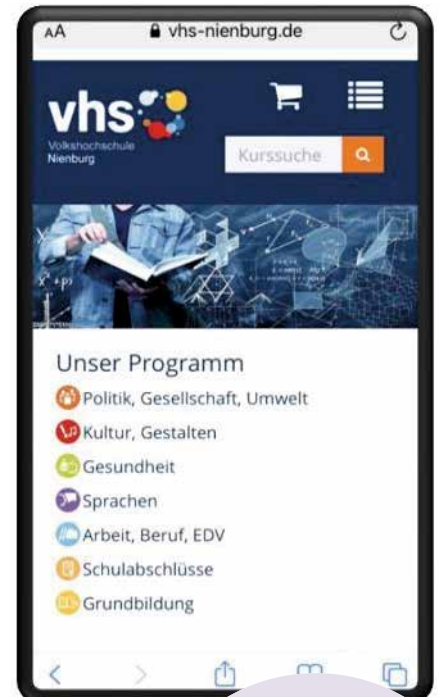 AA vhs-nienburg.de
vhs
Volkshochschule
Nienburg
Kurssuche
Unser Programm
Politik, Gesellschaft, Umwelt
Kultur, Gestalten
Gesundheit
Sprachen
Arbeit, Beruf, EDV
Schulabschlüsse
Grundbildung